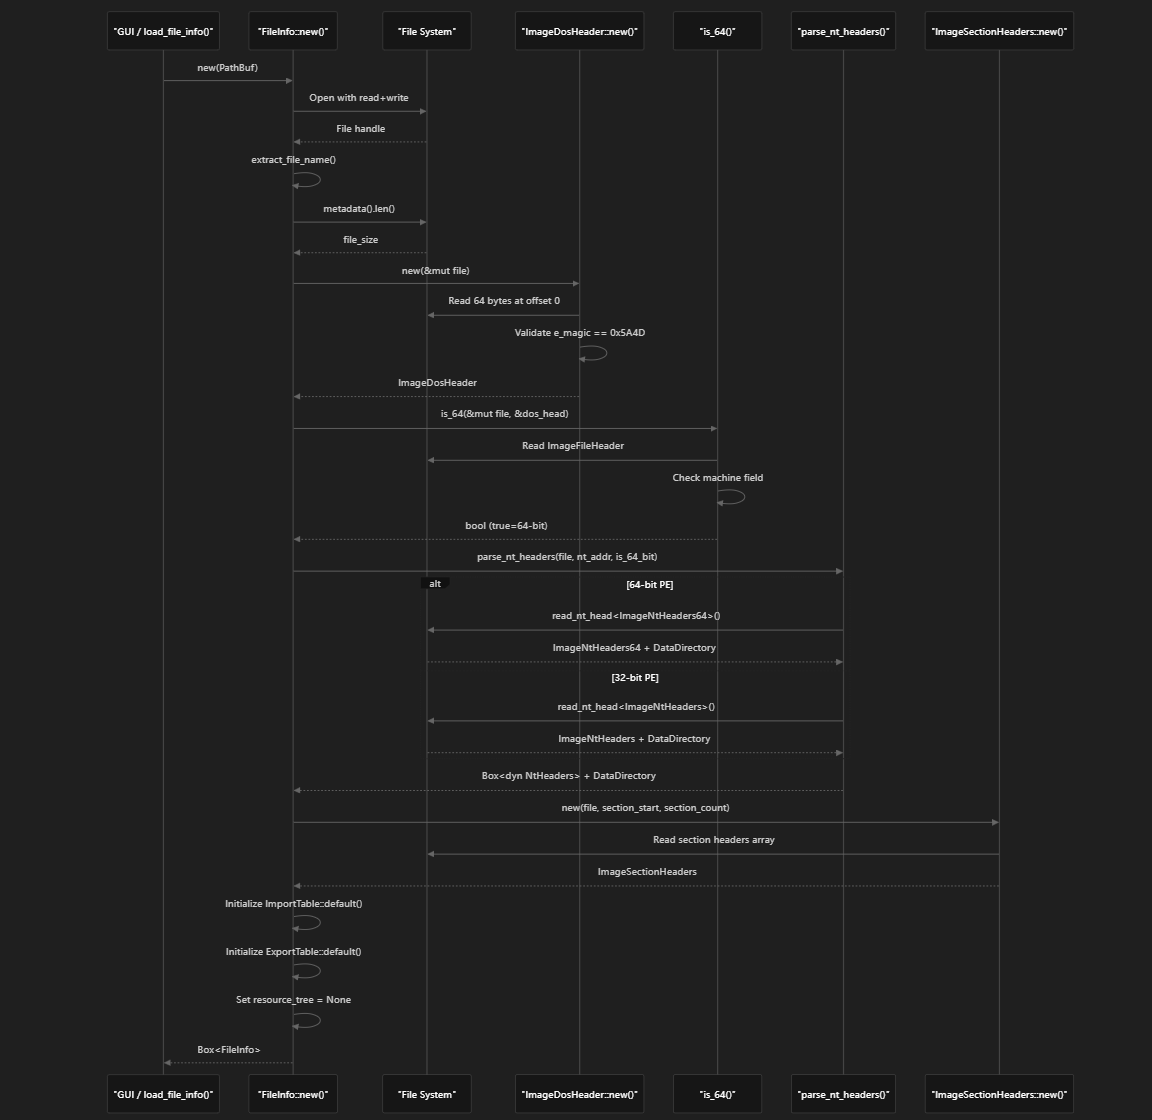 "GUI / load_file_info()"
"FileInfo::new()"
"File System"
"ImageDosHeader::new()"
"is_64()"
"parse_nt_headers()"
"ImageSectionHeaders::new()"
new(PathBuf)
Open with read+write
File handle
extract_file_name()
metadata().len()
file_size
new(&mut file)
Read 64 bytes at offset 0
Validate e_magic == 0x5A4D
ImageDosHeader
is_64(&mut file, &dos_head)
Read ImageFileHeader
Check machine field
bool (true=64-bit)
parse_nt_headers(file, nt_addr, is_64_bit)
alt
[64-bit PE]
read_nt_head<ImageNtHeaders64>()
ImageNtHeaders64 + DataDirectory
[32-bit PE]
read_nt_head<ImageNtHeaders>()
ImageNtHeaders + DataDirectory
Box<dyn NtHeaders> + DataDirectory
new(file, section_start, section_count)
Read section headers array
ImageSectionHeaders
Initialize ImportTable::default()
Initialize ExportTable::default()
Set resource_tree = None
Box<FileInfo>
"GUI / load_file_info()"
"FileInfo::new()"
"File System"
"ImageDosHeader::new()"
"is_64()"
"parse_nt_headers()"
"ImageSectionHeaders::new()"